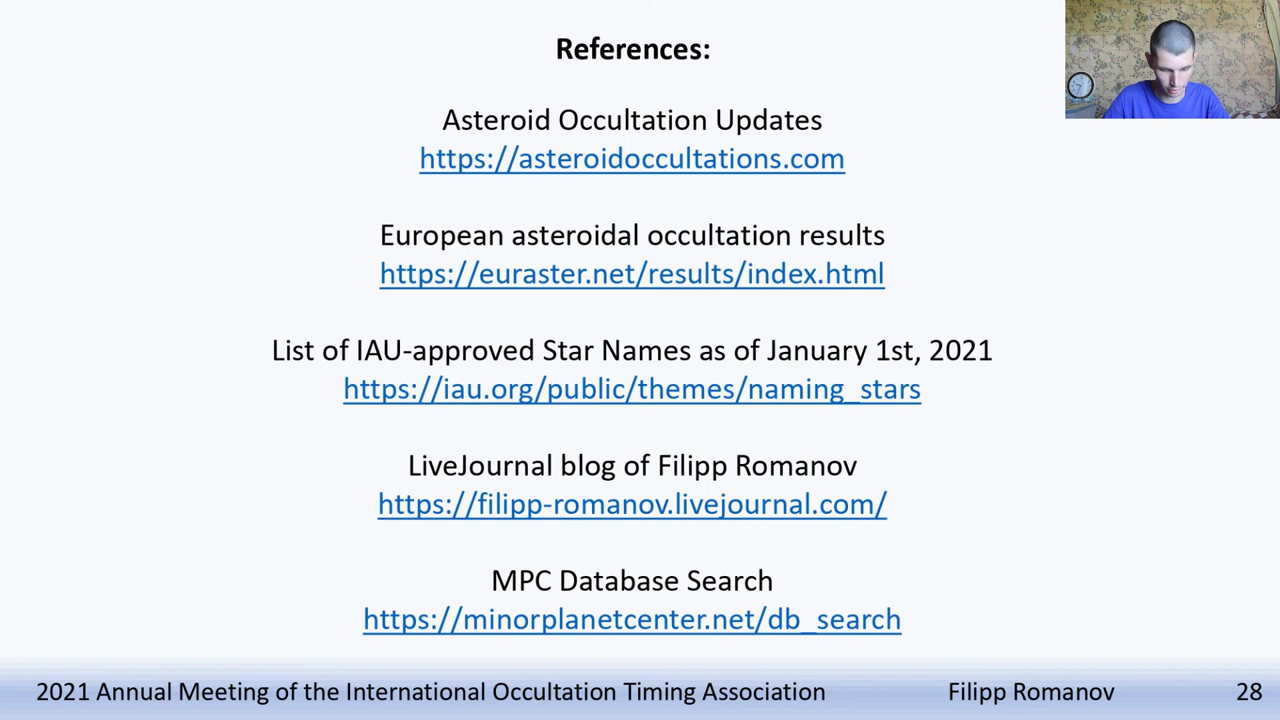 References:
Asteroid Occultation Updates
https://asteroidoccultations.com
European asteroidal occultation results
https://euraster.net/results/index.html
List of IAU-approved Star Names as of January 1st, 2021
https://iau.org/public/themes/naming_stars
LiveJournal blog of Filipp Romanov
https://filipp-romanov.livejournal.com/
MPC Database Search
https://minorplanetcenter.net/db_search
2021 Annual Meeting of the International Occultation Timing Association
Filipp Romanov
28